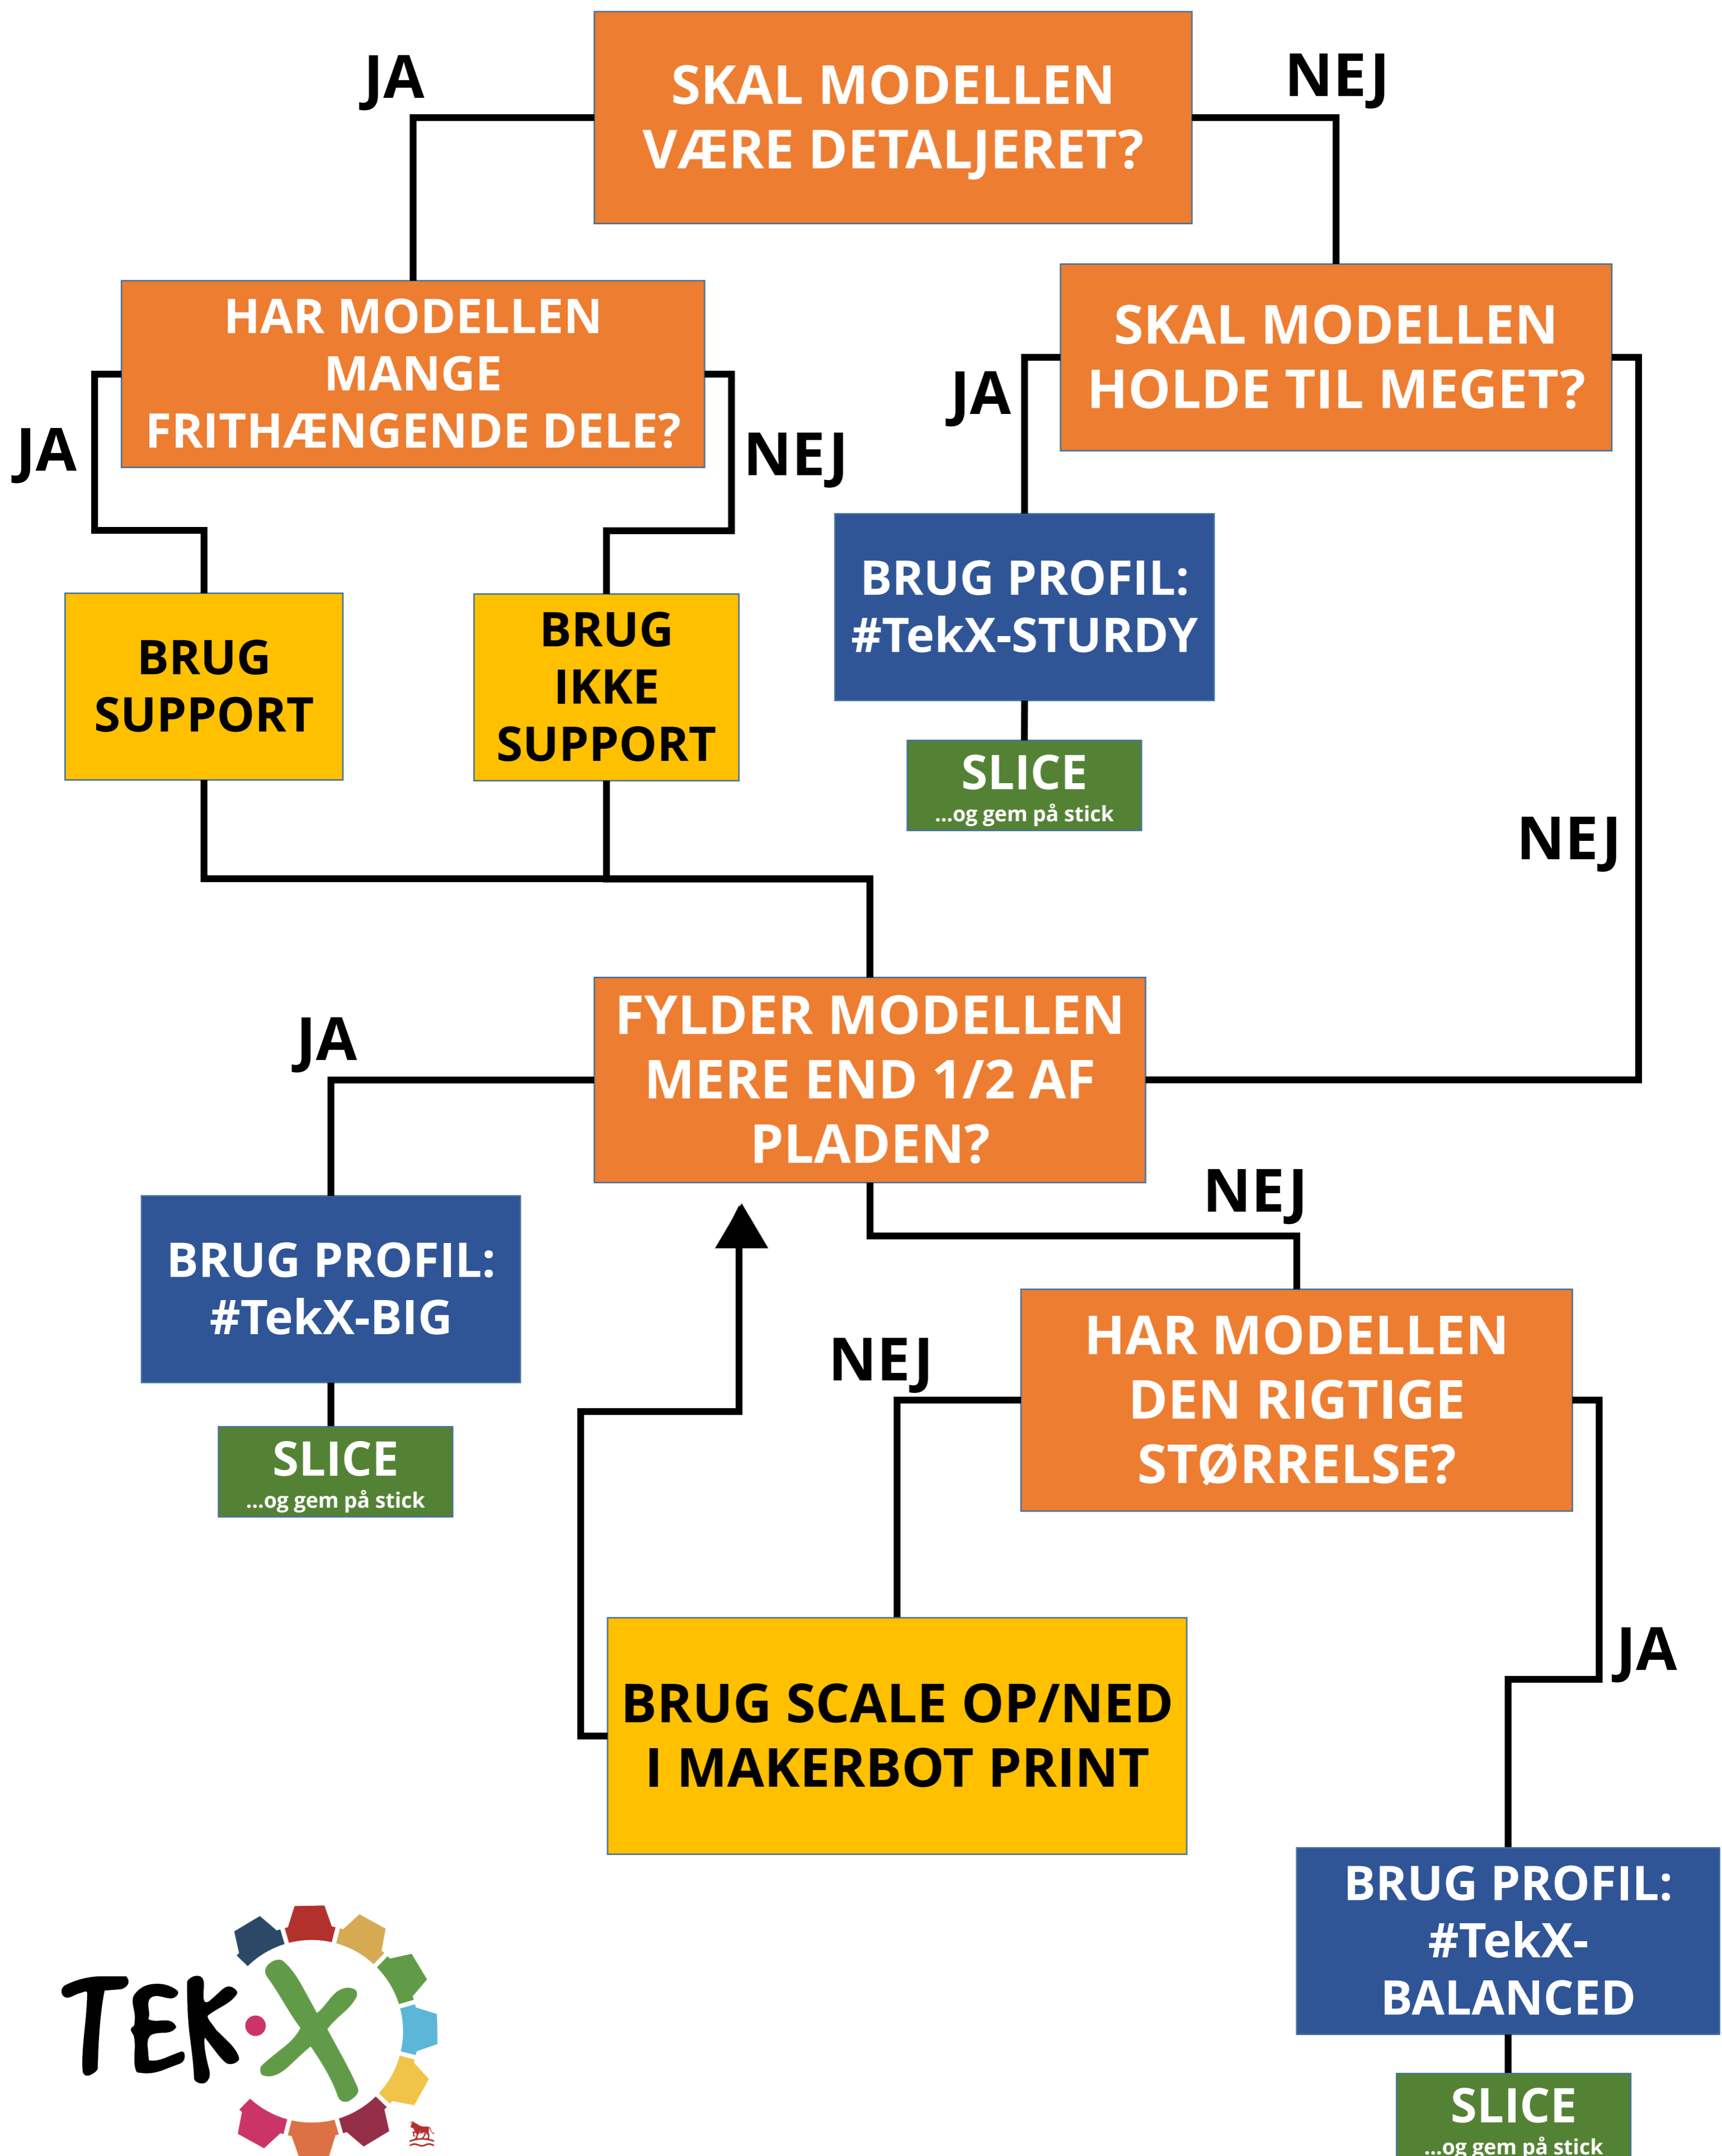 JA
SKAL MODELLEN
VÆRE DETALJERET?
NEJ
HAR MODELLEN
MANGE
FRITHÆNGENDE DELE?
SKAL MODELLEN
HOLDE TIL MEGET?
JA
NEJ
JA
BRUG
SUPPORT
BRUG
IKKE
SUPPORT
BRUG PROFIL:
#TekX-STURDY
SLICE
...og gem på stick
NEJ
FYLDER MODELLEN
MERE END 1/2 AF
PLADEN?
JA
NEJ
BRUG PROFIL:
#TekX-BIG
SLICE
...og gem på stick
HAR MODELLEN
DEN RIGTIGE
STØRRELSE?
NEJ
JA
BRUG SCALE OP/NED
I MAKERBOT PRINT
BRUG PROFIL:
#TekX-
BALANCED
SLICE
...og gem på stick
TEK·X